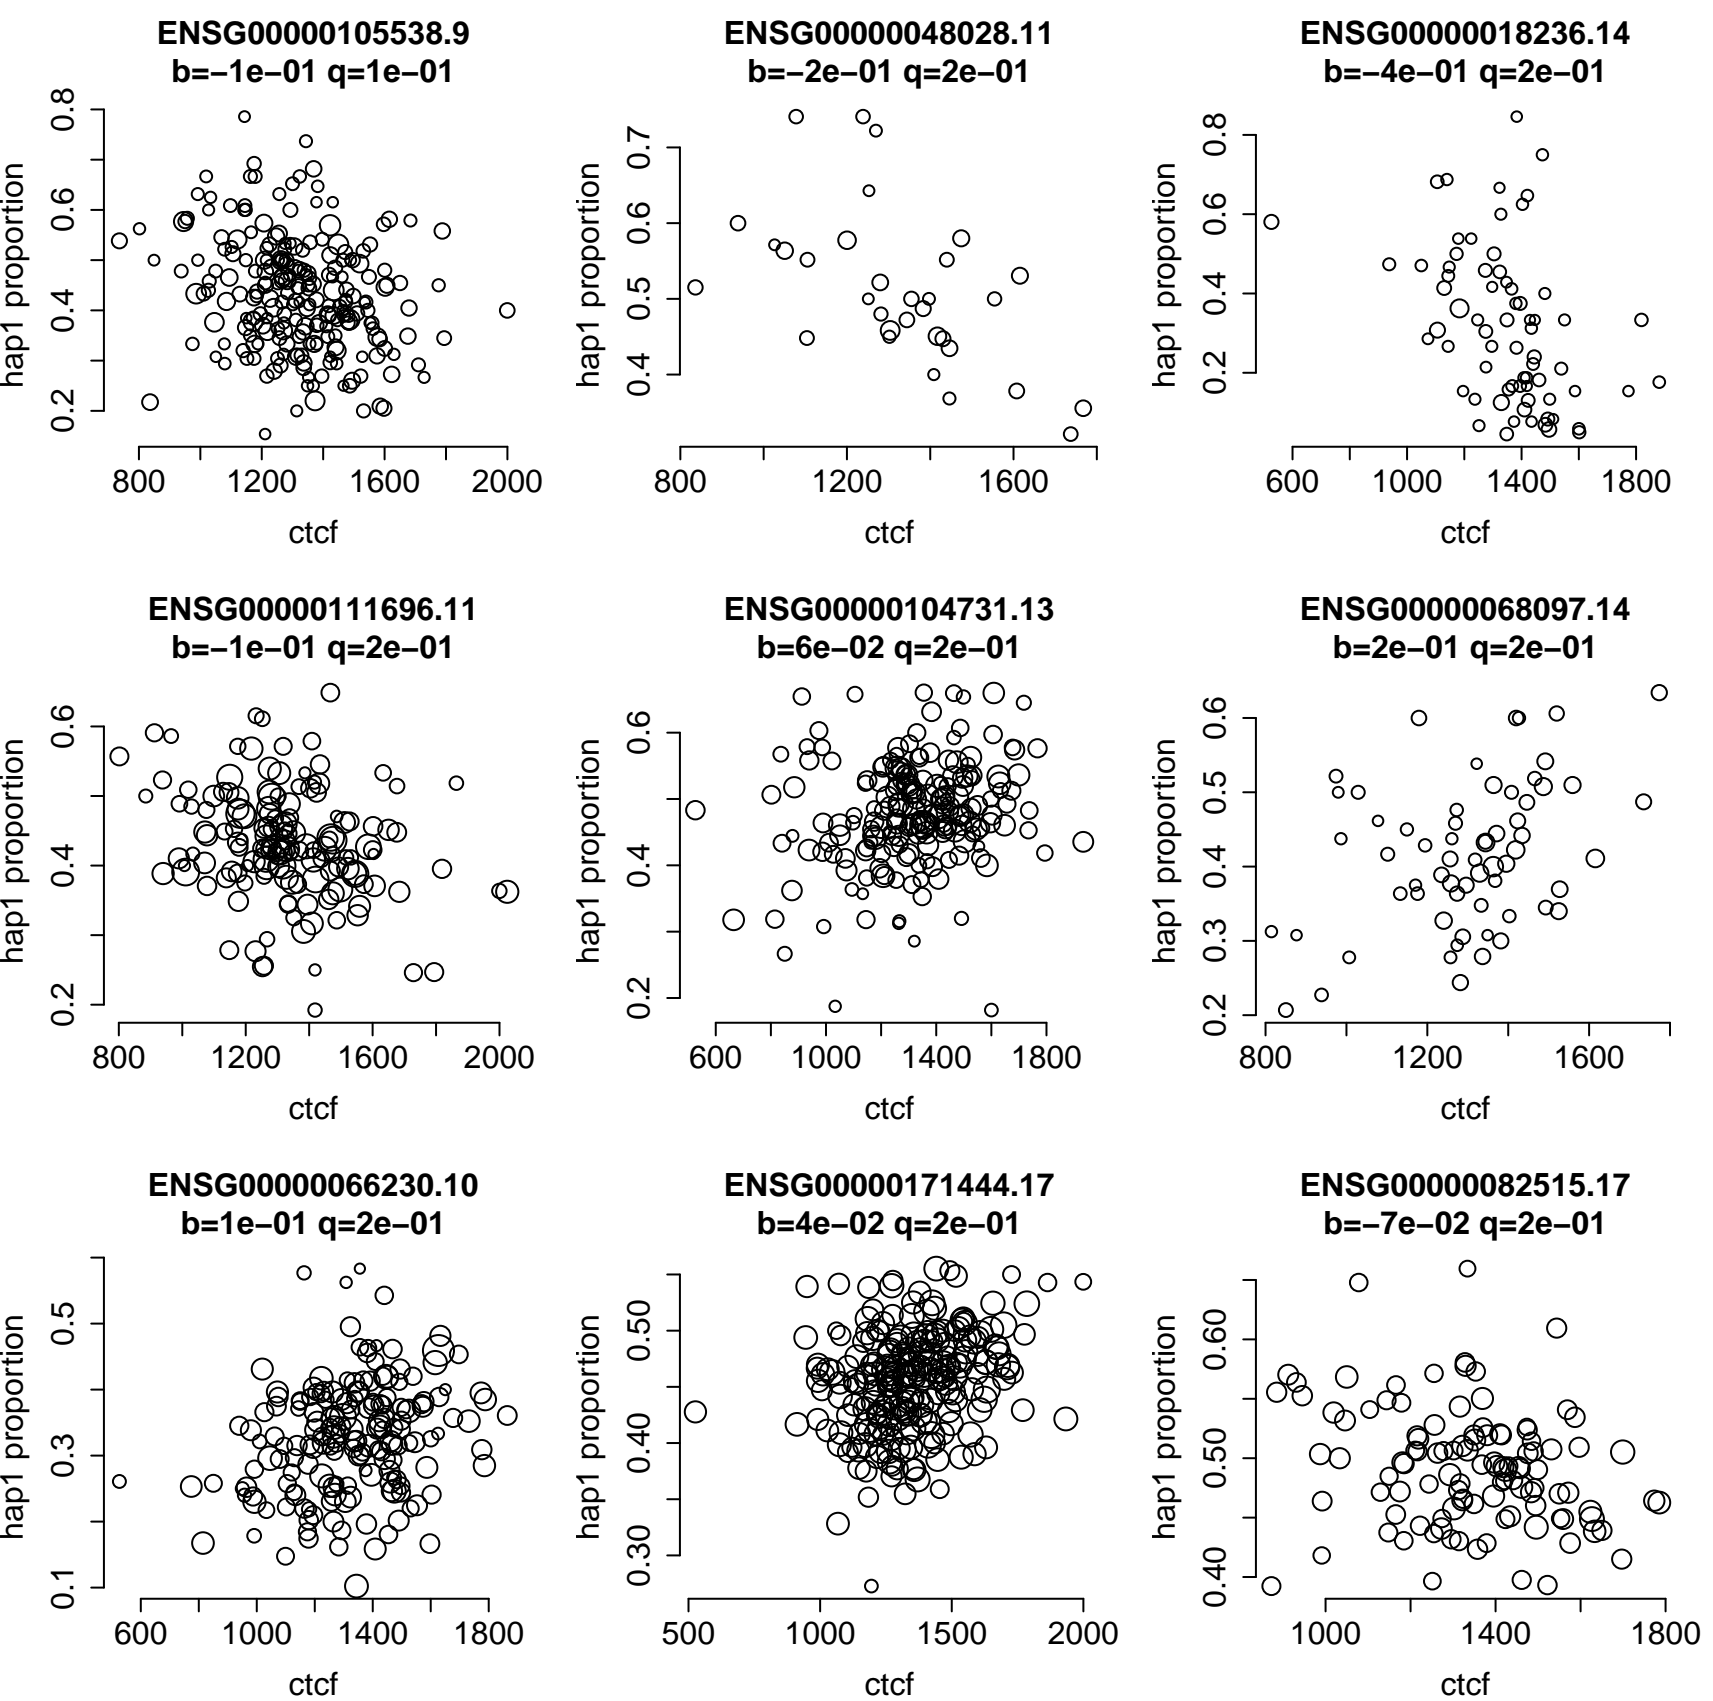 ENSG00000105538.9
b=−1e−01 q=1e−01
hap1 proportion
0.2 0.4 0.6 0.8
800 1200 1600 2000
ctcf
ENSG00000048028.11
b=−2e−01 q=2e−01
hap1 proportion
0.4 0.5 0.6 0.7
800 1200 1600
ctcf
ENSG00000018236.14
b=−4e−01 q=2e−01
hap1 proportion
0.2 0.4 0.6 0.8
600 1000 1400 1800
ctcf
ENSG00000111696.11
b=−1e−01 q=2e−01
hap1 proportion
0.2 0.4 0.6
800 1200 1600 2000
ctcf
ENSG00000104731.13
b=6e−02 q=2e−01
hap1 proportion
0.2 0.4 0.6
600 1000 1400 1800
ctcf
ENSG00000068097.14
b=2e−01 q=2e−01
hap1 proportion
0.2 0.3 0.4 0.5 0.6
800 1200 1600
ctcf
ENSG00000066230.10
b=1e−01 q=2e−01
hap1 proportion
0.1 0.3 0.5
600 1000 1400 1800
ctcf
ENSG00000171444.17
b=4e−02 q=2e−01
hap1 proportion
0.30 0.40 0.50
500 1000 1500 2000
ctcf
ENSG00000082515.17
b=−7e−02 q=2e−01
hap1 proportion
0.40 0.50 0.60
1000 1400 1800
ctcf